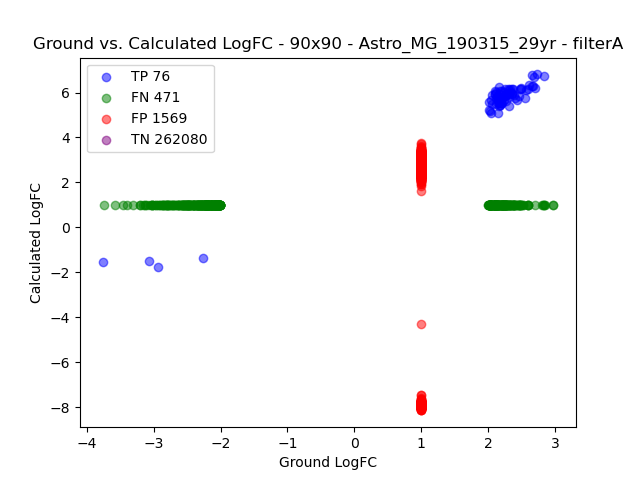 Ground vs. Calculated LogFC - 90x90 - Astro_MG_190315_29yr - filterA
TP 76
FN 471
FP 1569
TN 262080
6
4
2
0
−2
−4
−6
−8
Calculated LogFC
−4 −3 −2 −1 0 1 2 3
Ground LogFC